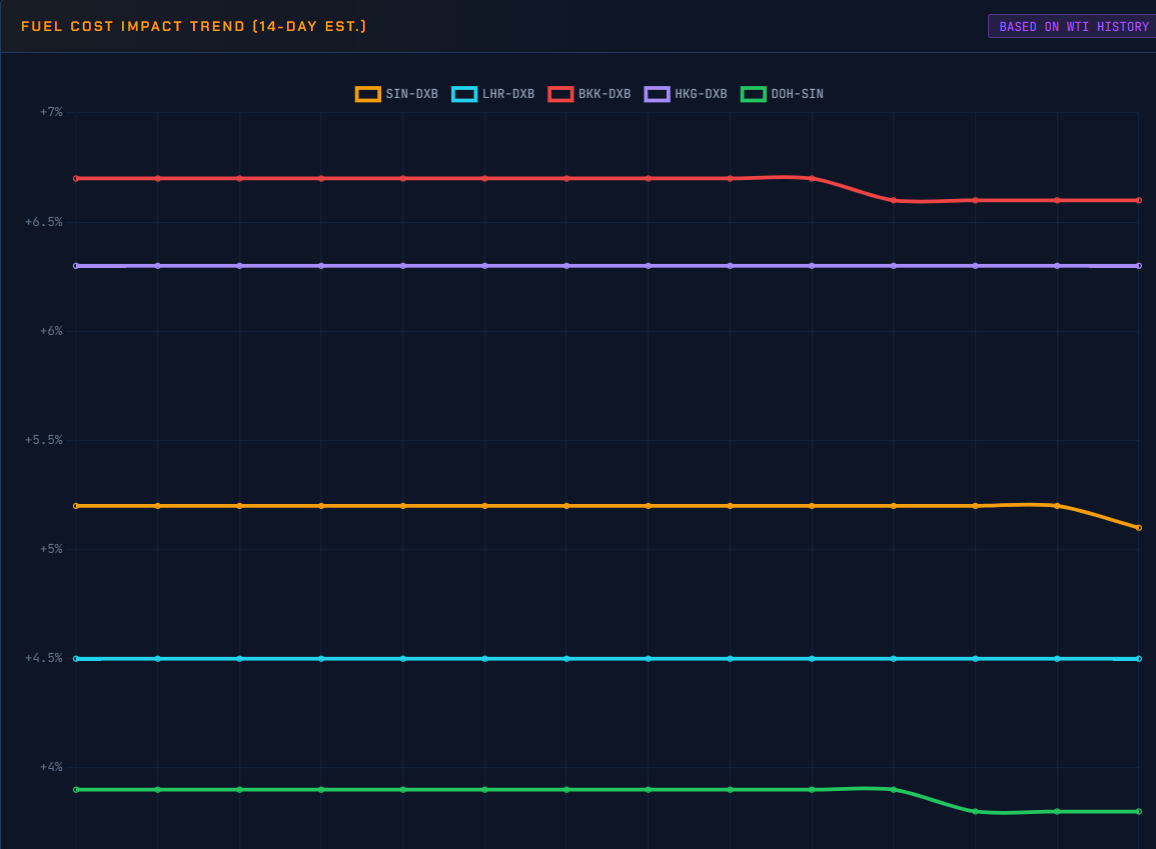 FUEL COST IMPACT TREND (14-DAY EST.)
BASED ON WTI HISTORY
SIN-DXB LHR-DXB BKK-DXB HKG-DXB DOH-SIN
+7%
+6.5%
+6%
+5.5%
+5%
+4.5%
+4%